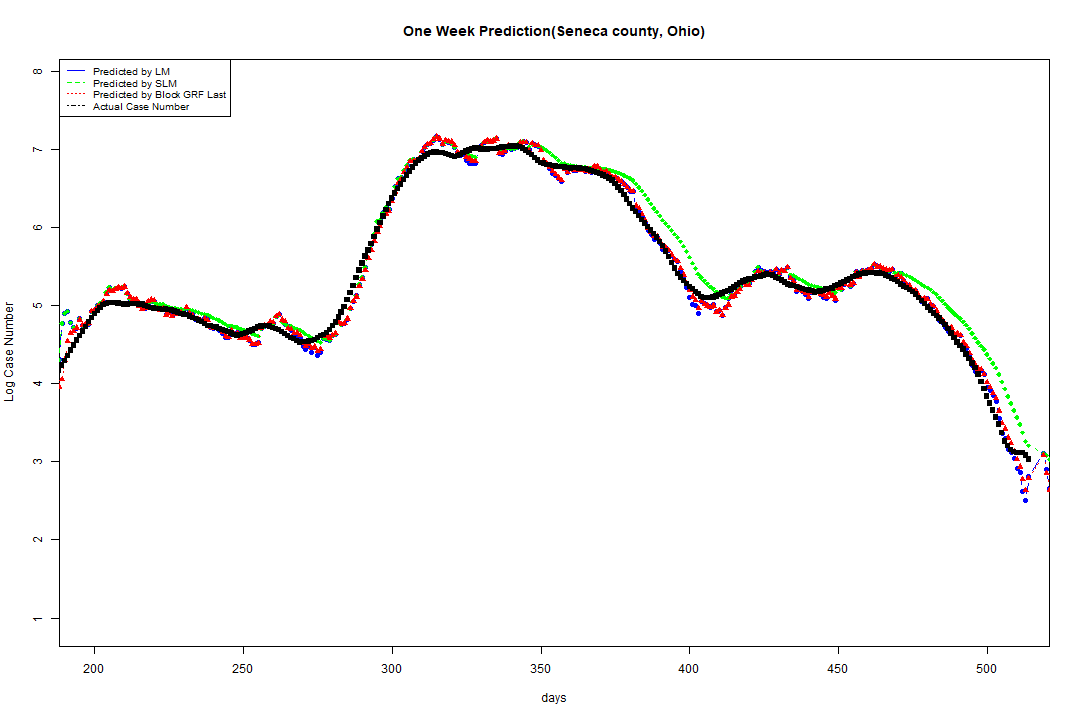 One Week Prediction(Seneca county, Ohio)
Predicted by LM
Predicted by SLM
Predicted by Block GRF Last
Actual Case Number
Log Case Number
8
7
6
5
4
3
2
1
200 250 300 350 400 450 500
days